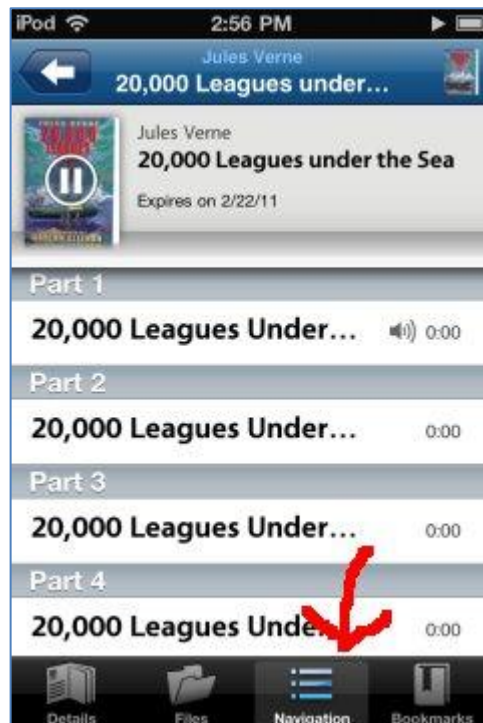 iPod 2:56 PM
Jules Verne
20,000 Leagues under...
Jules Verne
20,000 Leagues under the Sea
Expires on 2/22/11
Part 1
20,000 Leagues Under... 0:00
Part 2
20,000 Leagues Under... 0:00
Part 3
20,000 Leagues Under... 0:00
Part 4
20,000 Leagues Unde 0:00
Details Files Navigation Bookmarks